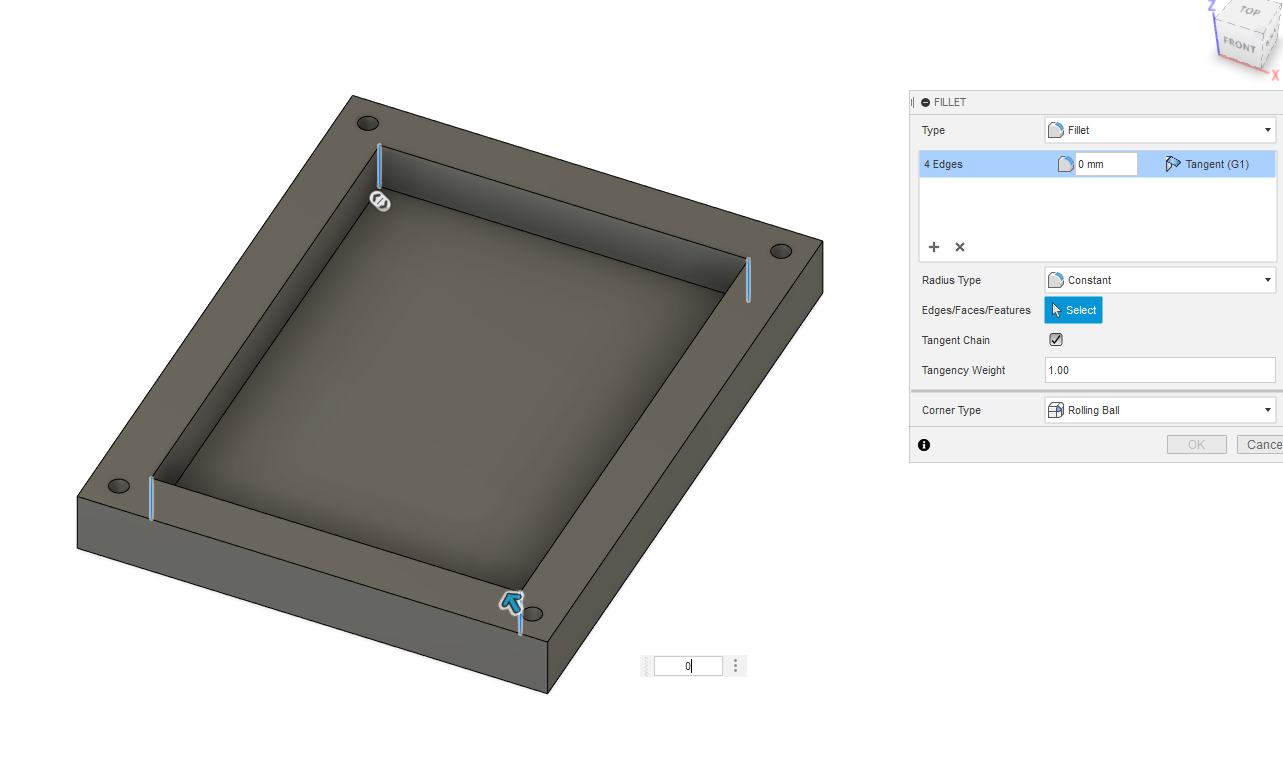 Z
TOP
FRONT
X
FILLET
Type Fillet
4 Edges 0 mm Tangent (G1)
Radius Type Constant
Edges/Faces/Features Select
Tangent Chain
Tangency Weight 1.00
Corner Type Rolling Ball
OK Cance
0